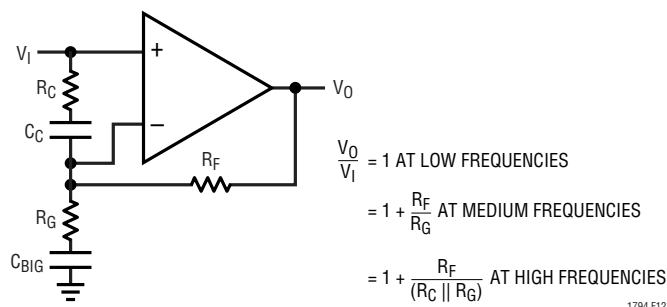 V_I
+
−
V_O
R_C
C_C
R_F
R_G
C_BIG
V_O/V_I = 1 AT LOW FREQUENCIES
= 1 + R_F/R_G AT MEDIUM FREQUENCIES
= 1 + R_F/(R_C || R_G) AT HIGH FREQUENCIES
1794 F12